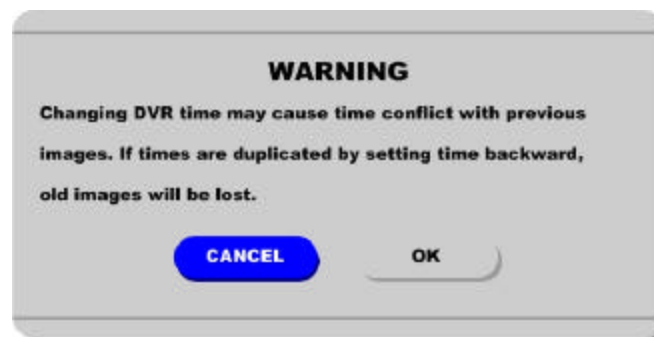 WARNING
Changing DVR time may cause time conflict with previous
images. If times are duplicated by setting time backward,
old images will be lost.
CANCEL OK